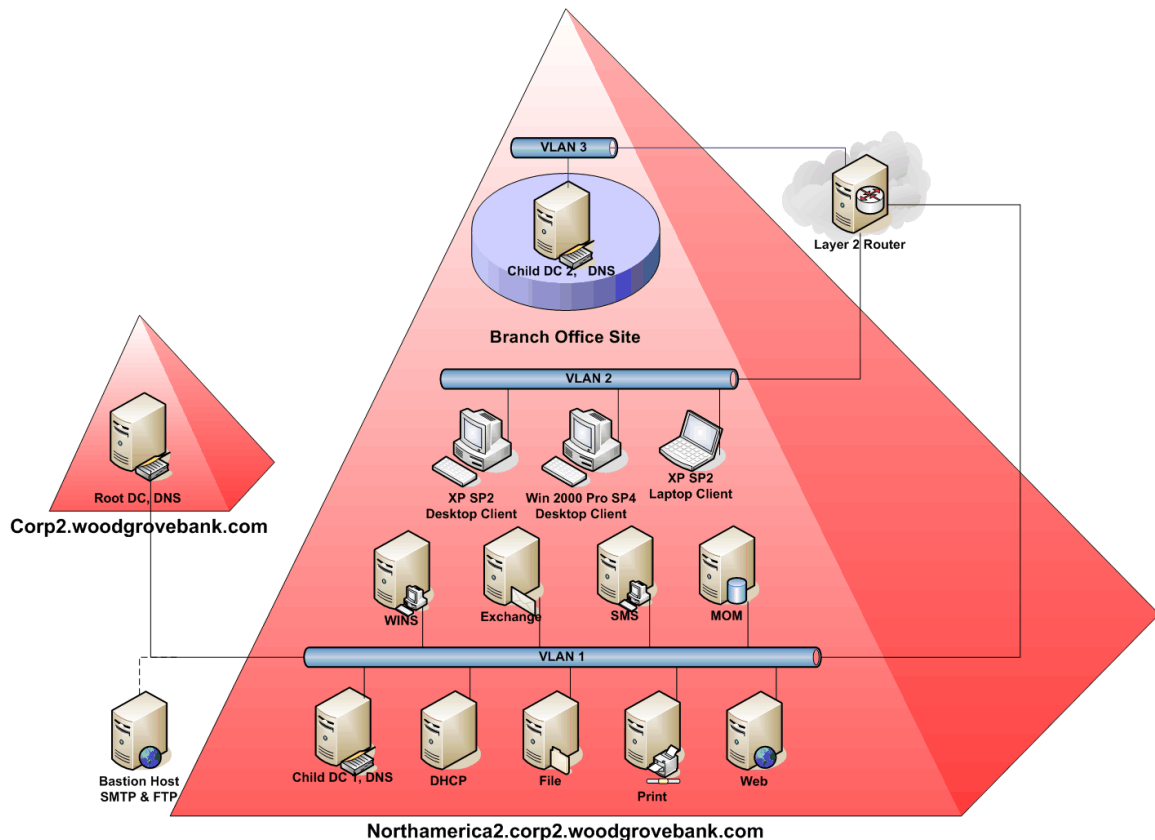 VLAN 3
Layer 2 Router
Child DC 2, DNS
Branch Office Site
VLAN 2
XP SP2
Desktop Client
Win 2000 Pro SP4
Desktop Client
XP SP2
Laptop Client
Root DC, DNS
Corp2.woodgrovebank.com
WINS
Exchange
SMS
MOM
VLAN 1
Bastion Host
SMTP & FTP
Child DC 1, DNS
DHCP
File
Print
Web
Northamerica2.corp2.woodgrovebank.com